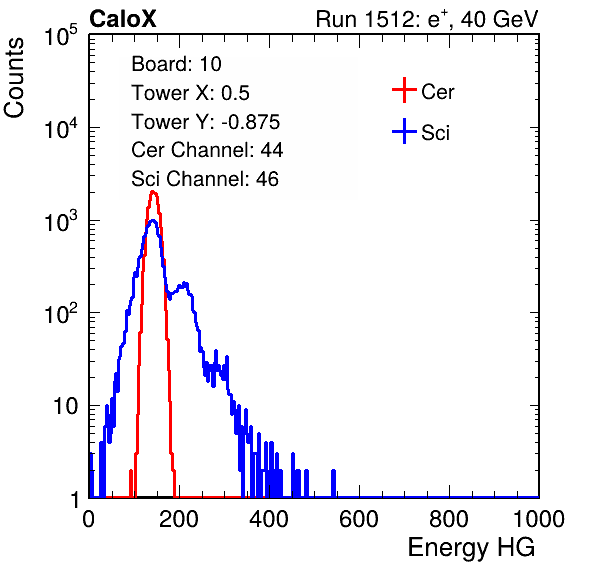 CaloX Run 1512: e⁺, 40 GeV
Counts
10⁵
10⁴
10³
10²
10
1
Board: 10
Tower X: 0.5
Tower Y: -0.875
Cer Channel: 44
Sci Channel: 46
Cer
Sci
0 200 400 600 800 1000
Energy HG